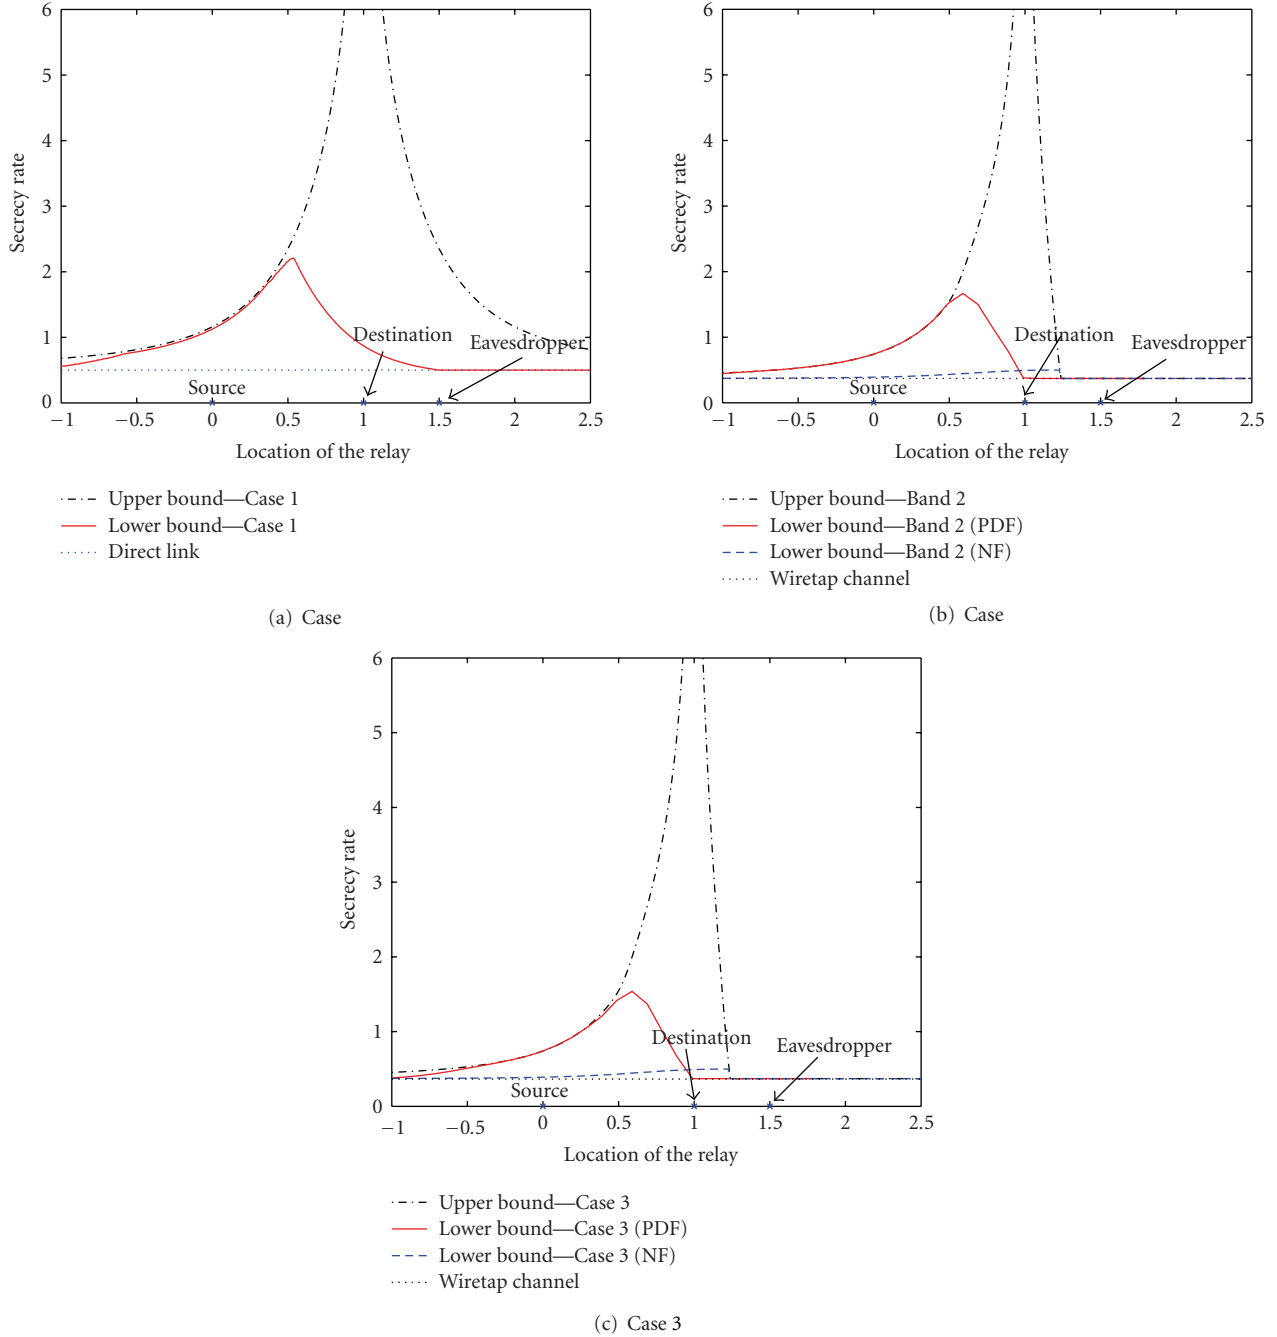 6
5
4
3
2
1
0
Secrecy rate
Destination
Eavesdropper
Source
−1 −0.5 0 0.5 1 1.5 2 2.5
Location of the relay
Upper bound—Case 1
Lower bound—Case 1
Direct link
(a) Case
6
5
4
3
2
1
0
Secrecy rate
Destination
Eavesdropper
Source
−1 −0.5 0 0.5 1 1.5 2 2.5
Location of the relay
Upper bound—Band 2
Lower bound—Band 2 (PDF)
Lower bound—Band 2 (NF)
Wiretap channel
(b) Case
6
5
4
3
2
1
0
Secrecy rate
Destination
Eavesdropper
Source
−1 −0.5 0 0.5 1 1.5 2 2.5
Location of the relay
Upper bound—Case 3
Lower bound—Case 3 (PDF)
Lower bound—Case 3 (NF)
Wiretap channel
(c) Case 3